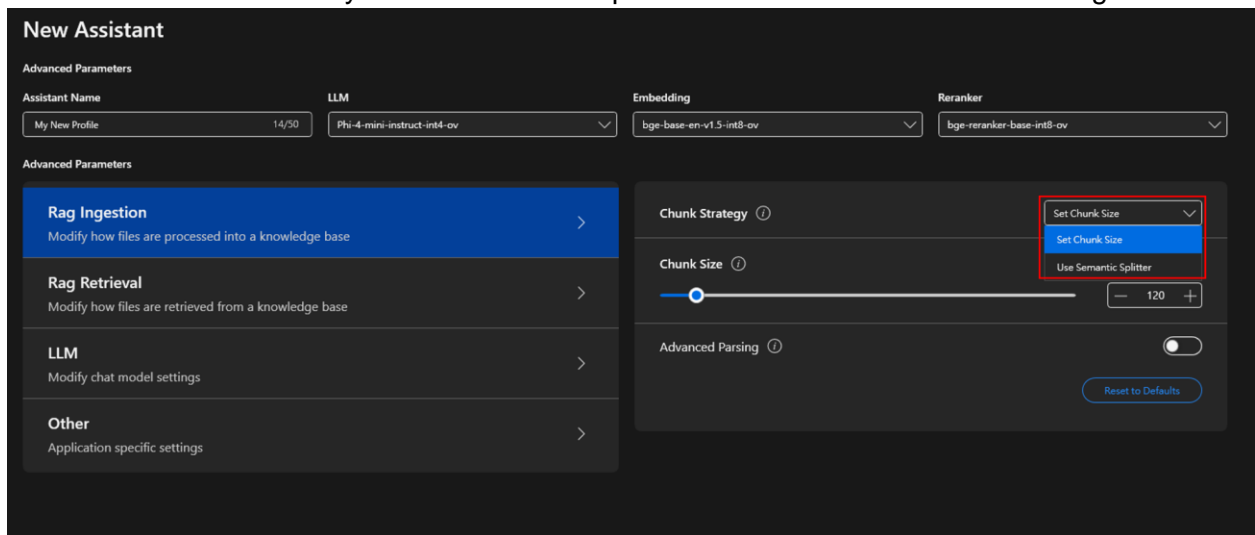 New Assistant
Advanced Parameters
Assistant Name LLM Embedding Reranker
My New Profile 14/50 Phi-4-mini-instruct-int4-ov bge-base-en-v1.5-int8-ov bge-reranker-base-int8-ov
Advanced Parameters
Rag Ingestion
Modify how files are processed into a knowledge base
Rag Retrieval
Modify how files are retrieved from a knowledge base
LLM
Modify chat model settings
Other
Application specific settings
Chunk Strategy Set Chunk Size
Set Chunk Size
Use Semantic Splitter
Chunk Size
120
Advanced Parsing
Reset to Defaults